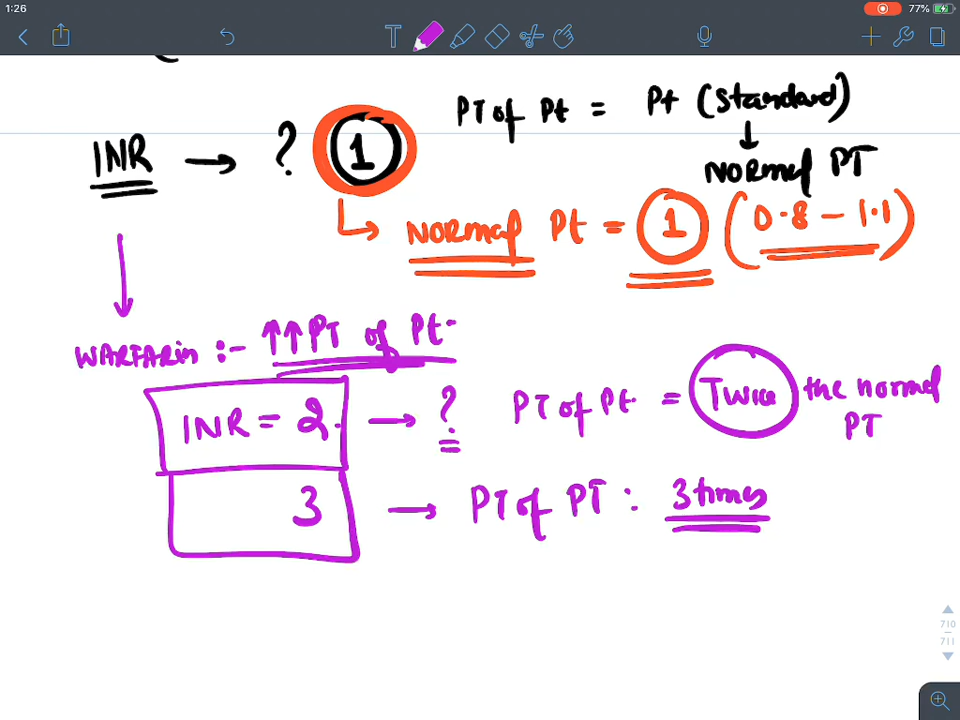 1:26
77%
T
PT of Pt = Pt (Standard)
INR → ? 1
↓
NORMAL PT
↳ NORMAL Pt = 1 (0.8 – 1.1)
↓
WARFARIN :- ↑↑PT of Pt.
INR = 2. → ? PT of Pt = Twice the normal
PT
3 → PT of PT : 3 times
710
711